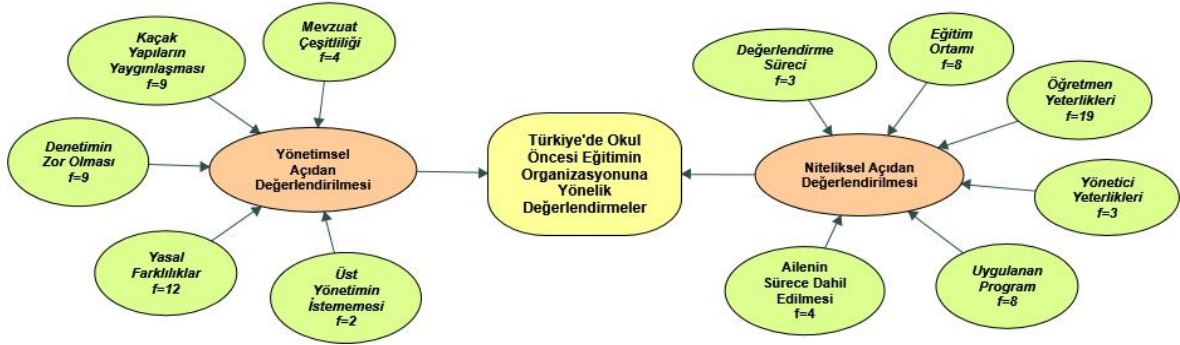 Kaçak
Yapıların
Yaygınlaşması
f=9
Mevzuat
Çeşitliliği
f=4
Denetimin
Zor Olması
f=9
Yönetimsel
Açıdan
Değerlendirilmesi
Yasal
Farklılıklar
f=12
Üst
Yönetimin
İstememesi
f=2
Türkiye'de Okul
Öncesi Eğitimin
Organizasyonuna
Yönelik
Değerlendirmeler
Değerlendirme
Süreci
f=3
Eğitim
Ortamı
f=8
Öğretmen
Yeterlikleri
f=19
Niteliksel Açıdan
Değerlendirilmesi
Yönetici
Yeterlikleri
f=3
Ailenin
Sürece Dahil
Edilmesi
f=4
Uygulanan
Program
f=8